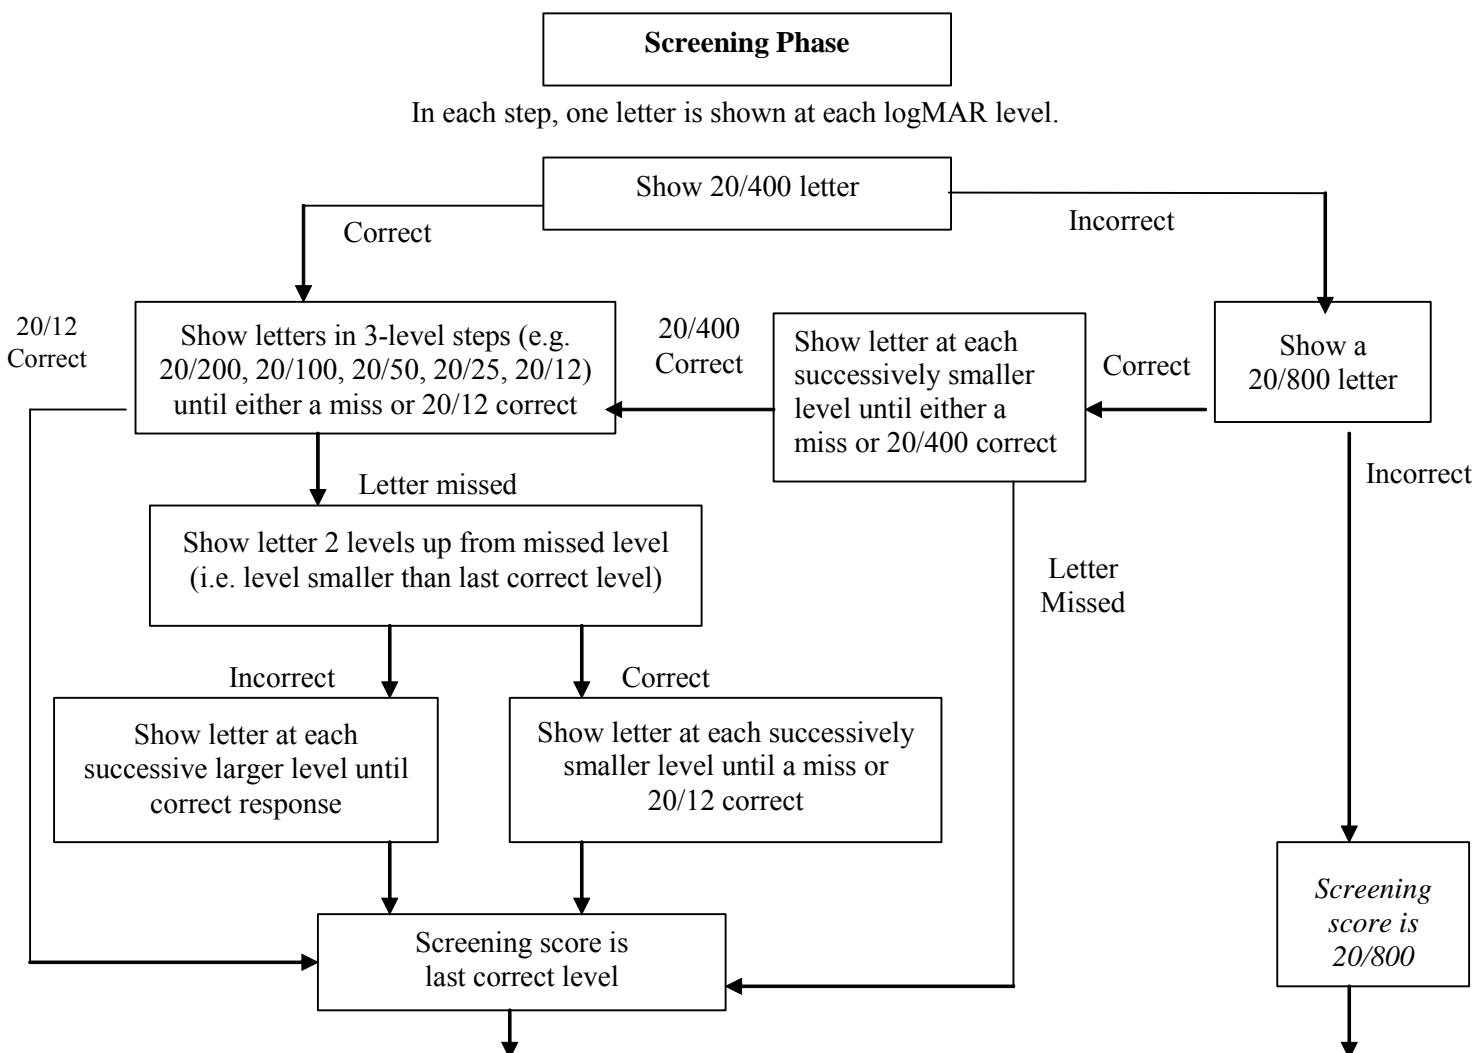 Screening Phase
In each step, one letter is shown at each logMAR level.
Show 20/400 letter
Correct
Incorrect
20/12
Correct
Show letters in 3-level steps (e.g.
20/200, 20/100, 20/50, 20/25, 20/12)
until either a miss or 20/12 correct
20/400
Correct
Show letter at each
successively smaller
level until either a
miss or 20/400 correct
Correct
Show a
20/800 letter
Letter missed
Incorrect
Show letter 2 levels up from missed level
(i.e. level smaller than last correct level)
Letter
Missed
Incorrect
Correct
Show letter at each
successive larger level until
correct response
Show letter at each successively
smaller level until a miss or
20/12 correct
Screening score is
last correct level
Screening
score is
20/800